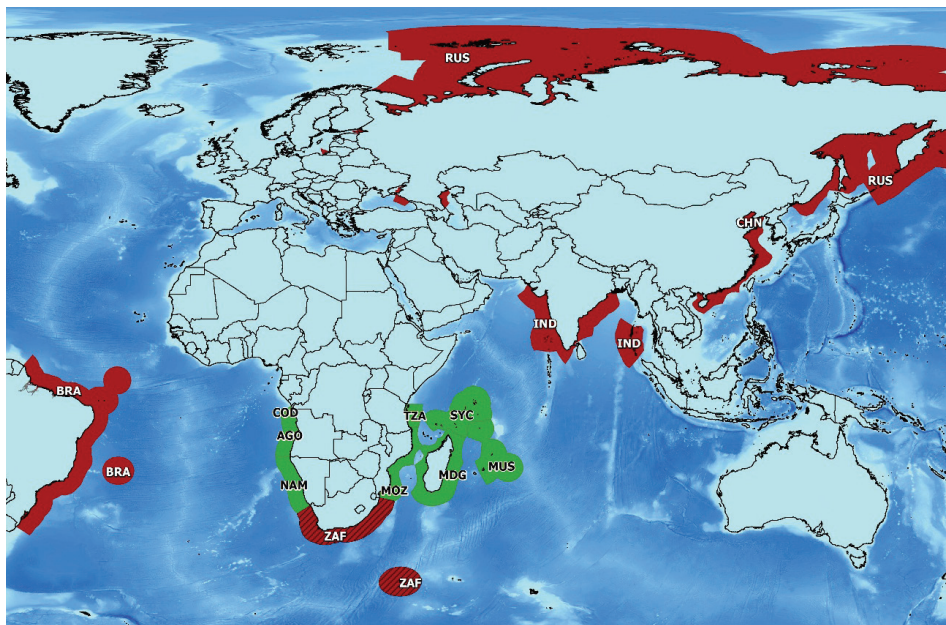 RUS
RUS
CHN
IND
IND
BRA
COD
TZA
SYC
AGO
BRA
MUS
MDG
NAM
MOZ
ZAF
ZAF